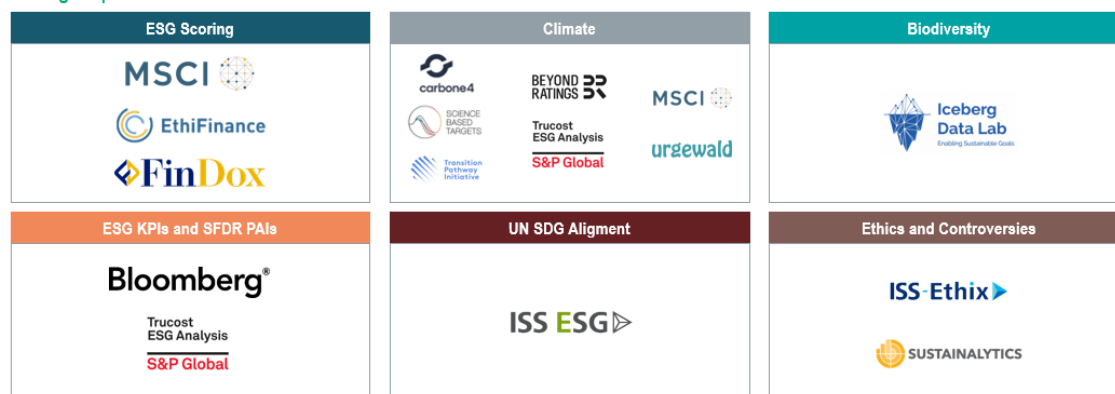 ESG Scoring
MSCI
EthiFinance
FinDox
Climate
carbone4
SCIENCE
BASED
TARGETS
Transition
Pathway
Initiative
BEYOND
RATINGS
Trucost
ESG Analysis
S&P Global
MSCI
urgewald
Biodiversity
Iceberg
Data Lab
Enabling Sustainable Goals
ESG KPIs and SFDR PAIs
Bloomberg®
Trucost
ESG Analysis
S&P Global
UN SDG Aligment
ISS ESG
Ethics and Controversies
ISS-Ethix
SUSTAINALYTICS